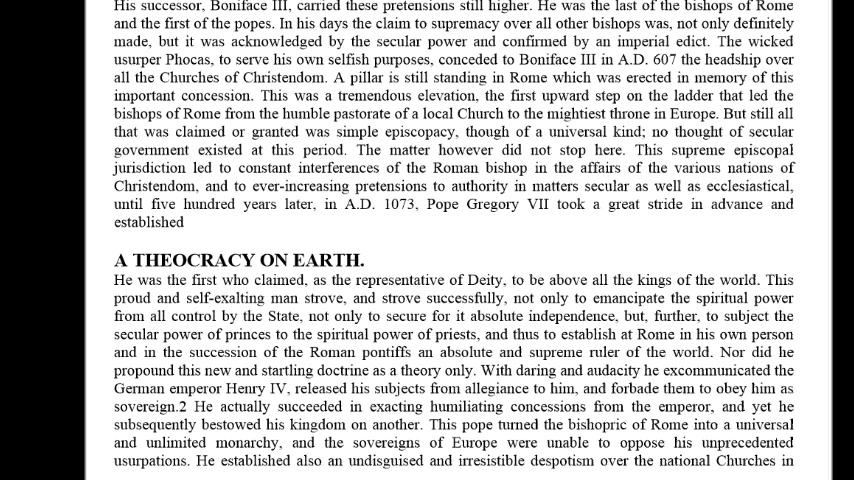 His successor, Boniface III, carried these pretensions still higher. He was the last of the bishops of Rome
and the first of the popes. In his days the claim to supremacy over all other bishops was, not only definitely
made, but it was acknowledged by the secular power and confirmed by an imperial edict. The wicked
usurper Phocas, to serve his own selfish purposes, conceded to Boniface III in A.D. 607 the headship over
all the Churches of Christendom. A pillar is still standing in Rome which was erected in memory of this
important concession. This was a tremendous elevation, the first upward step on the ladder that led the
bishops of Rome from the humble pastorate of a local Church to the mightiest throne in Europe. But still all
that was claimed or granted was simple episcopacy, though of a universal kind; no thought of secular
government existed at this period. The matter however did not stop here. This supreme episcopal
jurisdiction led to constant interferences of the Roman bishop in the affairs of the various nations of
Christendom, and to ever-increasing pretensions to authority in matters secular as well as ecclesiastical,
until five hundred years later, in A.D. 1073, Pope Gregory VII took a great stride in advance and
established
A THEOCRACY ON EARTH.
He was the first who claimed, as the representative of Deity, to be above all the kings of the world. This
proud and self-exalting man strove, and strove successfully, not only to emancipate the spiritual power
from all control by the State, not only to secure for it absolute independence, but, further, to subject the
secular power of princes to the spiritual power of priests, and thus to establish at Rome in his own person
and in the succession of the Roman pontiffs an absolute and supreme ruler of the world. Nor did he
propound this new and startling doctrine as a theory only. With daring and audacity he excommunicated the
German emperor Henry IV, released his subjects from allegiance to him, and forbade them to obey him as
sovereign.2 He actually succeeded in exacting humiliating concessions from the emperor, and yet he
subsequently bestowed his kingdom on another. This pope turned the bishopric of Rome into a universal
and unlimited monarchy, and the sovereigns of Europe were unable to oppose his unprecedented
usurpations. He established also an undisguised and irresistible despotism over the national Churches in